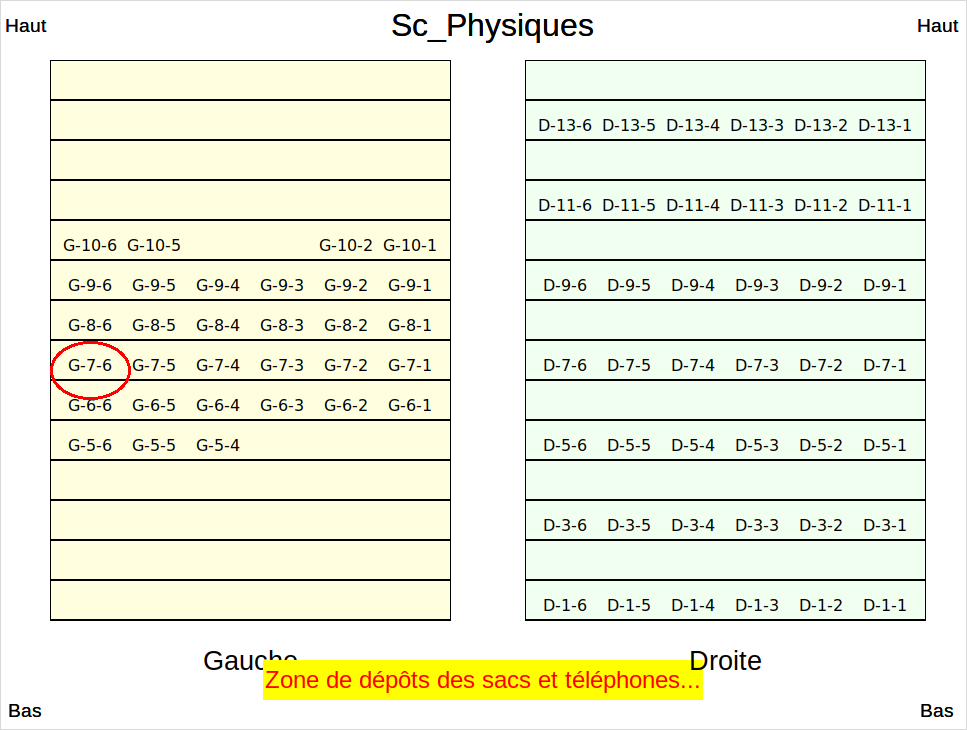 Sc_Physiques
Haut Haut
D-13-6 D-13-5 D-13-4 D-13-3 D-13-2 D-13-1
D-11-6 D-11-5 D-11-4 D-11-3 D-11-2 D-11-1
G-10-6 G-10-5 G-10-2 G-10-1
G-9-6 G-9-5 G-9-4 G-9-3 G-9-2 G-9-1 D-9-6 D-9-5 D-9-4 D-9-3 D-9-2 D-9-1
G-8-6 G-8-5 G-8-4 G-8-3 G-8-2 G-8-1
G-7-6 G-7-5 G-7-4 G-7-3 G-7-2 G-7-1 D-7-6 D-7-5 D-7-4 D-7-3 D-7-2 D-7-1
G-6-6 G-6-5 G-6-4 G-6-3 G-6-2 G-6-1
G-5-6 G-5-5 G-5-4 D-5-6 D-5-5 D-5-4 D-5-3 D-5-2 D-5-1
D-3-6 D-3-5 D-3-4 D-3-3 D-3-2 D-3-1
D-1-6 D-1-5 D-1-4 D-1-3 D-1-2 D-1-1
Gauche Droite
Zone de dépôts des sacs et téléphones...
Bas Bas